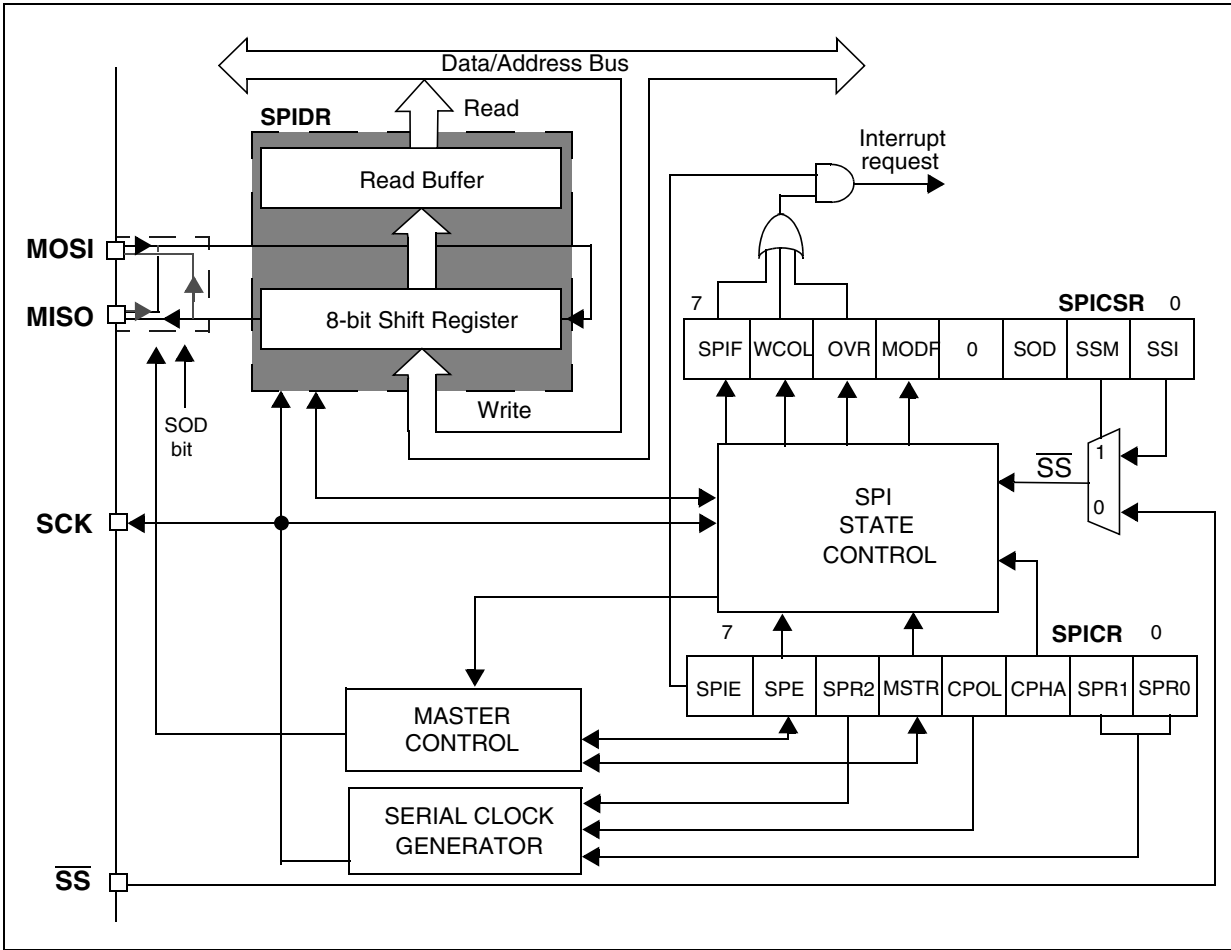 Data/Address Bus
Read
SPIDR
Interrupt
request
Read Buffer
MOSI
MISO
8-bit Shift Register
7
SPICSR
0
SPIF
WCOL
OVR
MODF
0
SOD
SSM
SSI
Write
SOD
bit
1
SS
0
SPI
STATE
CONTROL
SCK
7
SPICR
0
SPIE
SPE
SPR2
MSTR
CPOL
CPHA
SPR1
SPR0
MASTER
CONTROL
SERIAL CLOCK
GENERATOR
SS